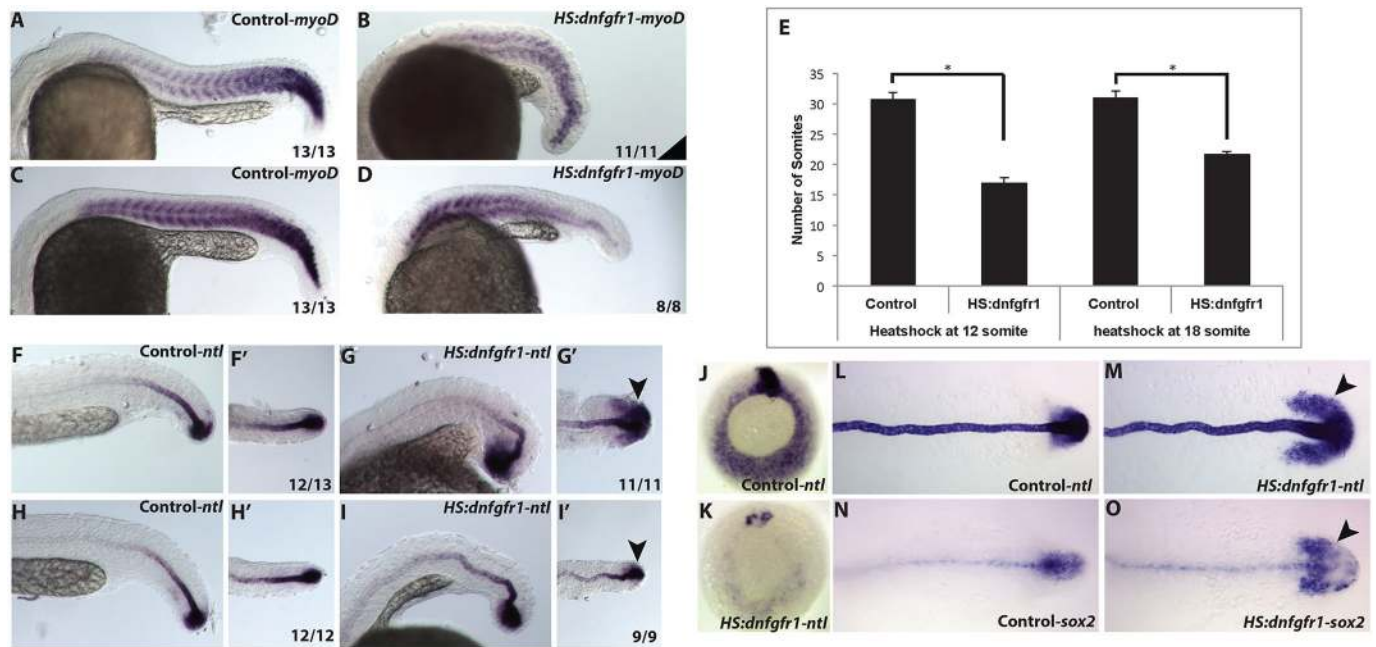 A
Control-myoD
13/13
B
HS:dnfgfr1-myoD
11/11
C
Control-myoD
13/13
D
HS:dnfgfr1-myoD
8/8
E
Number of Somites
35
30
25
20
15
10
5
0
*
*
Control
HS:dnfgfr1
Control
HS:dnfgfr1
Heatshock at 12 somite
heatshock at 18 somite
F
Control-ntl
F'
12/13
G
HS:dnfgfr1-ntl
G'
11/11
H
Control-ntl
H'
12/12
I
HS:dnfgfr1-ntl
I'
9/9
J
Control-ntl
K
HS:dnfgfr1-ntl
L
Control-ntl
M
HS:dnfgfr1-ntl
N
Control-sox2
O
HS:dnfgfr1-sox2